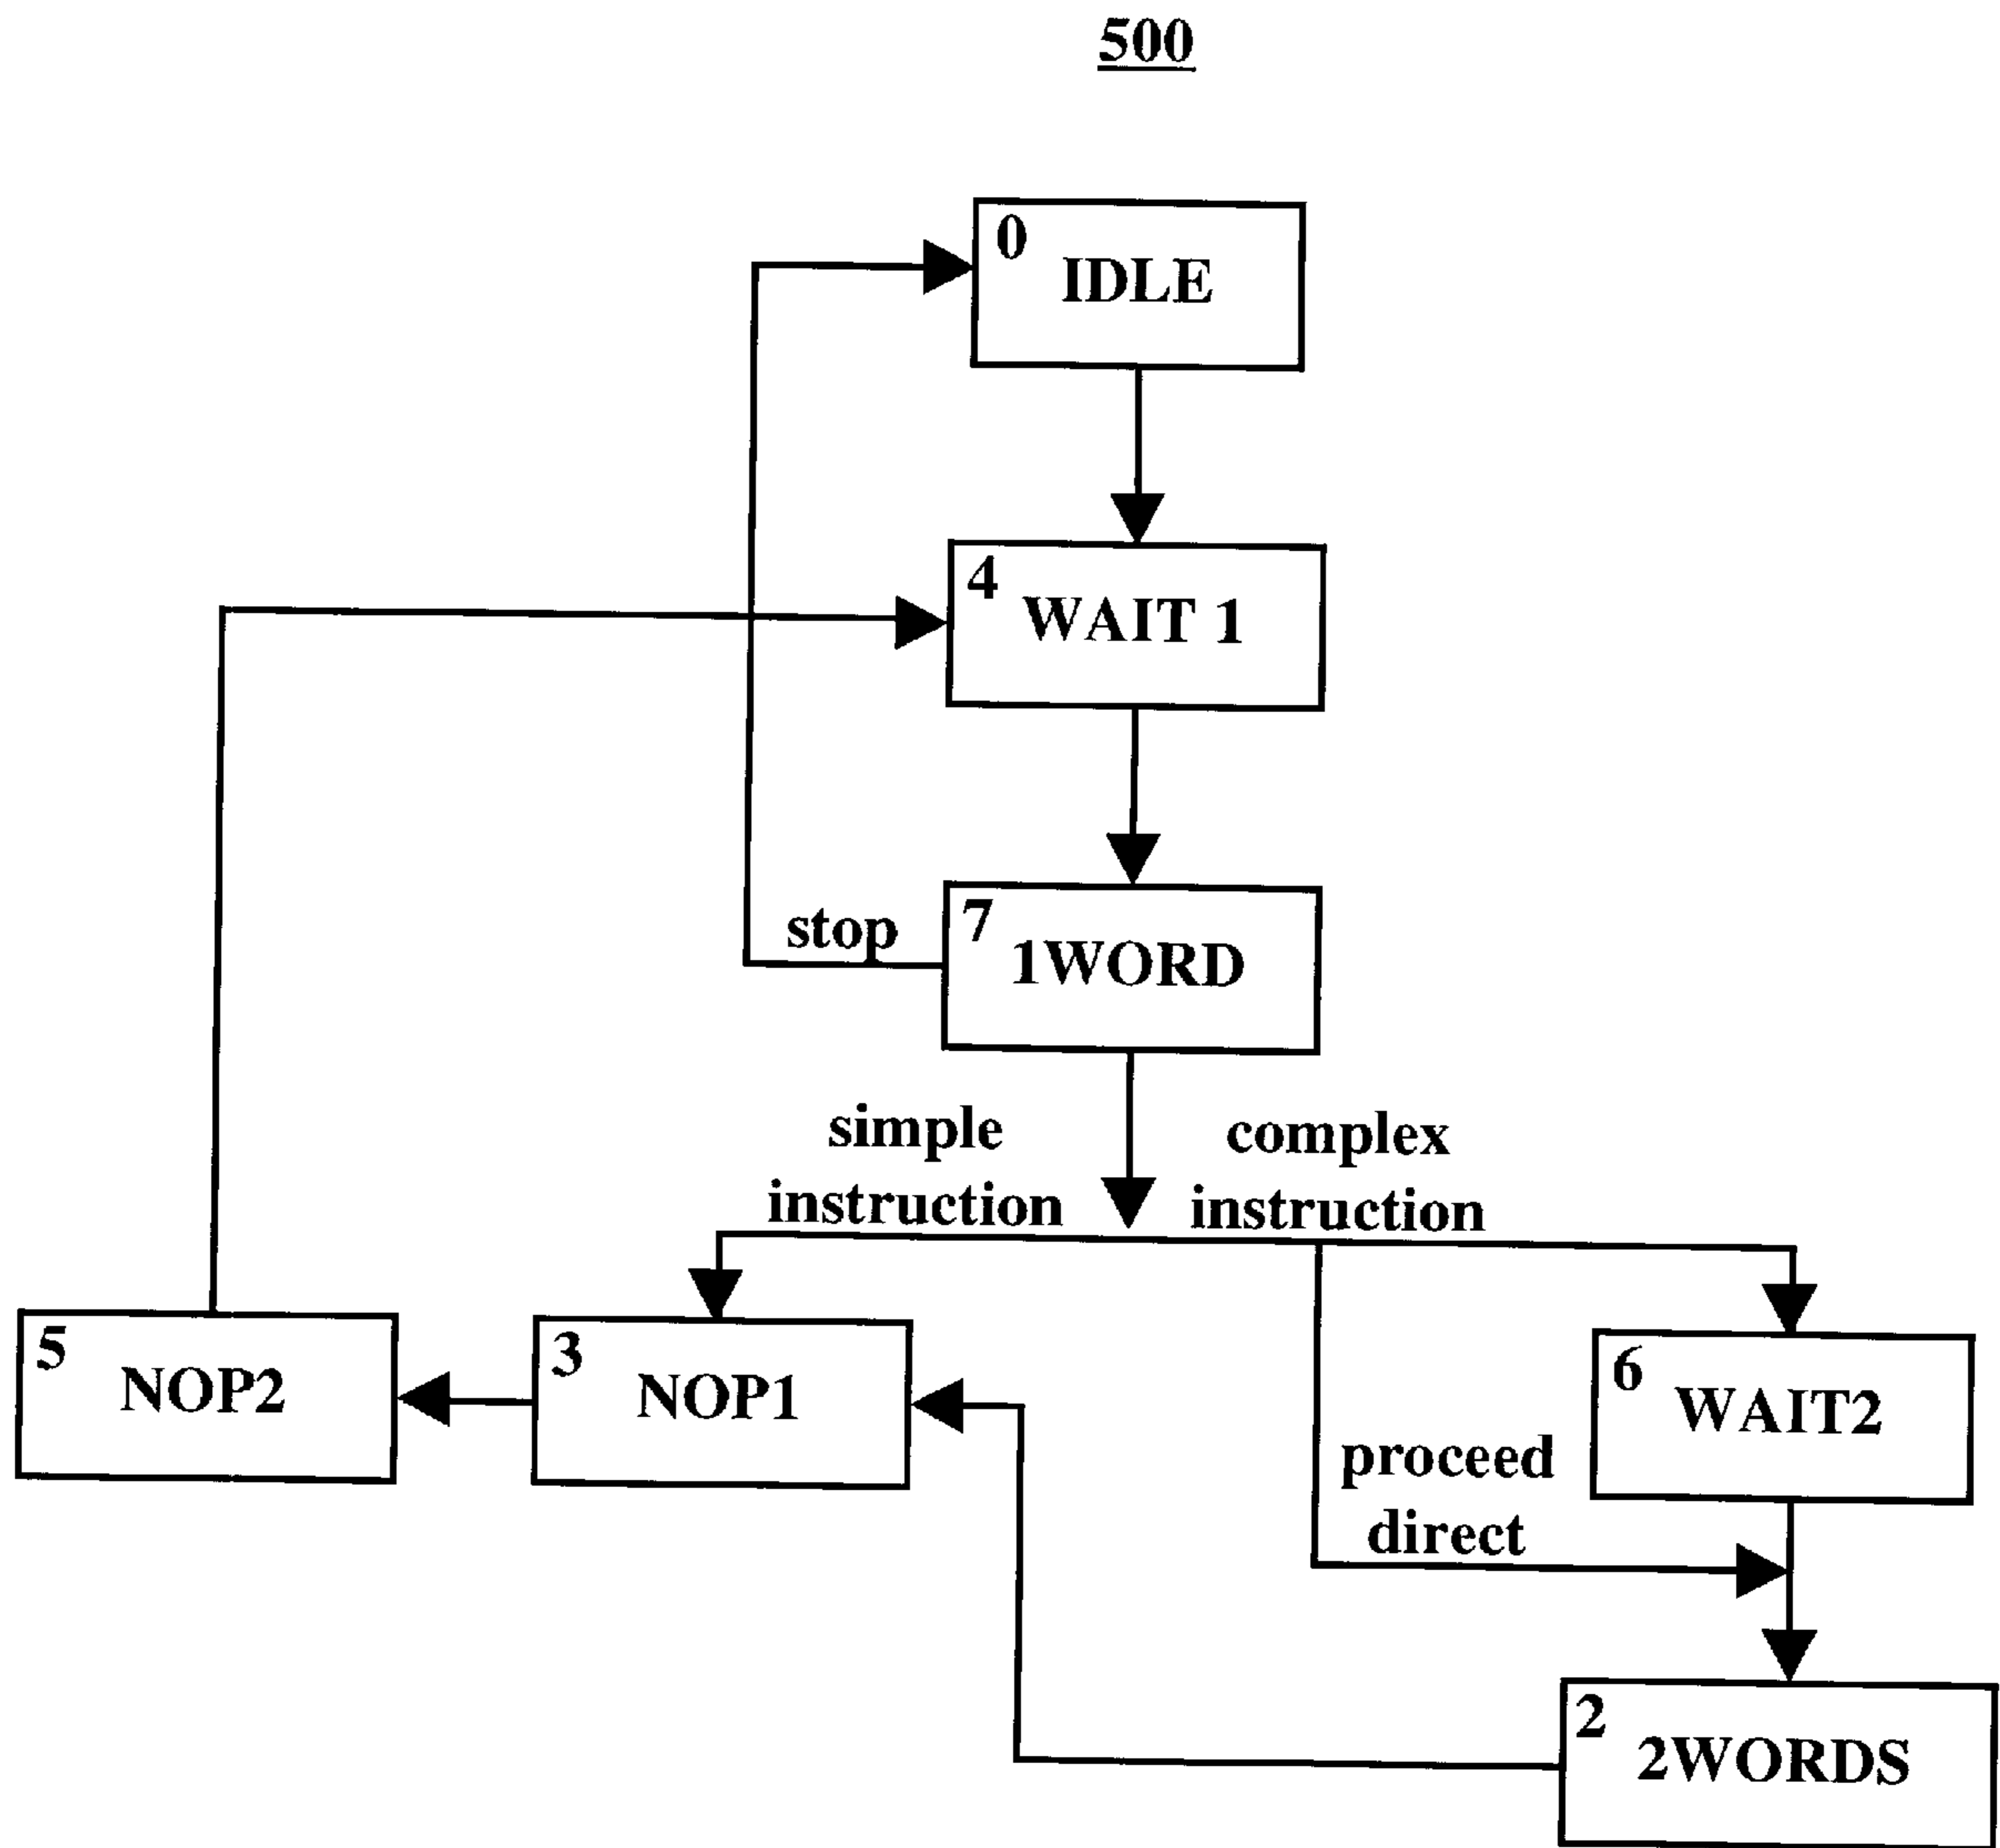 500
0
IDLE
4
WAIT 1
stop
7
1WORD
simple
instruction
complex
instruction
5
NOP2
3
NOP1
6
WAIT2
proceed
direct
2
2WORDS